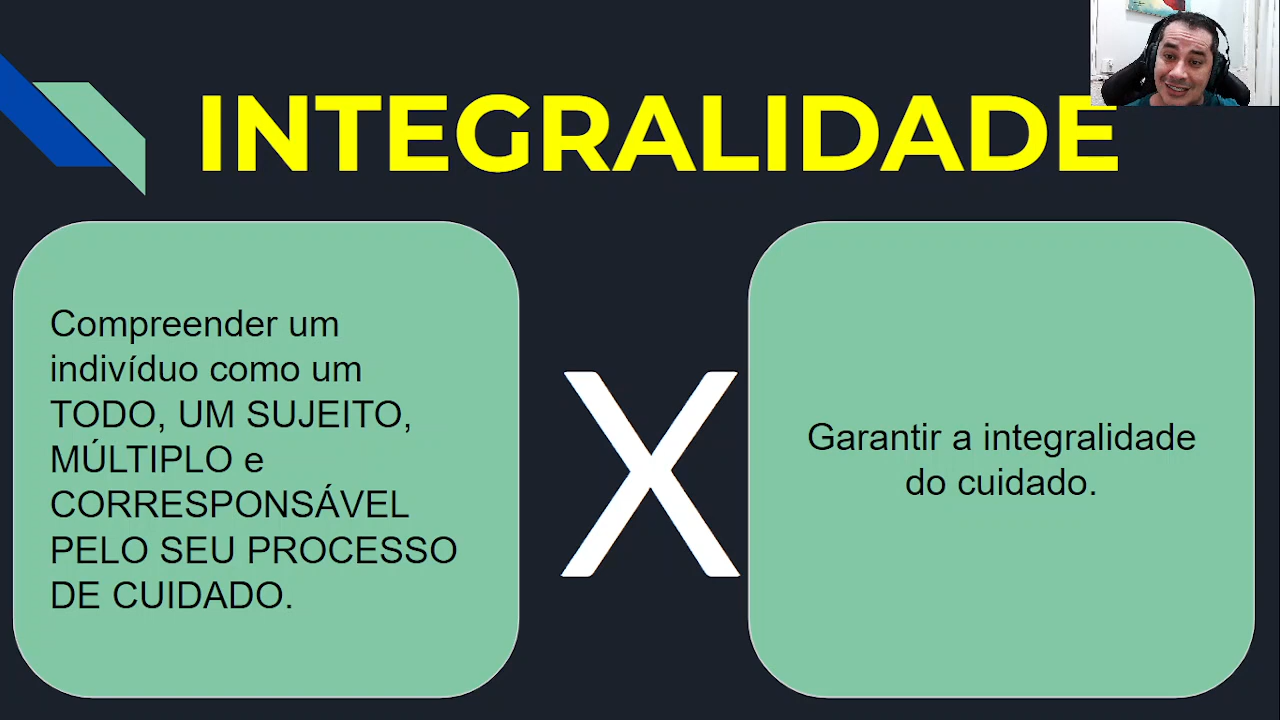 INTEGRALIDADE
Compreender um
indivíduo como um
TODO, UM SUJEITO,
MÚLTIPLO e
CORRESPONSÁVEL
PELO SEU PROCESSO
DE CUIDADO.
X
Garantir a integralidade
do cuidado.